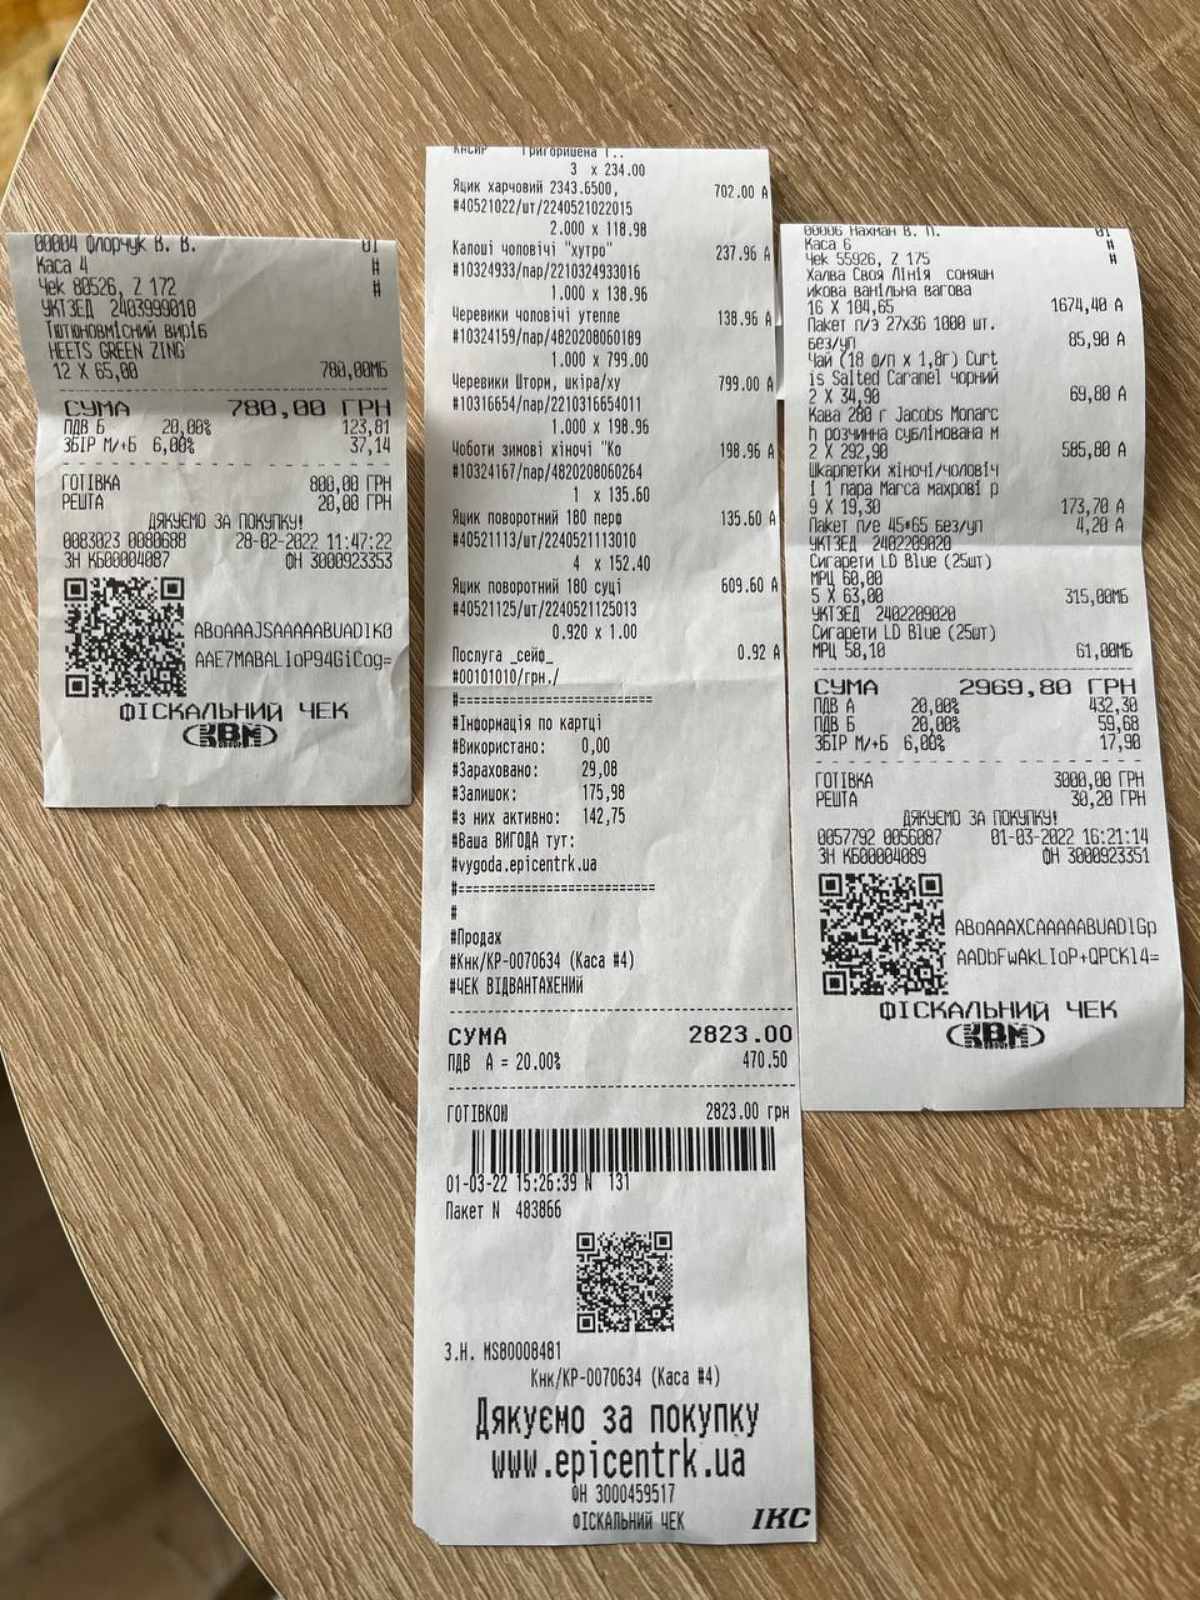 00004 Флорчук В. В. 01
Каса 4 #
Чек 80526, Z 172 #
УКТЗЕД 2403999010
Тютюновмісний виріб
HEETS GREEN ZING
12 X 65,00 780,00МБ
СУМА 780,00 ГРН
ПДВ Б 20,00% 123,81
ЗБІР М/+Б 6,00% 37,14
ГОТІВКА 800,00 ГРН
РЕШТА 20,00 ГРН
ДЯКУЄМО ЗА ПОКУПКУ!
0083023 0080688 28-02-2022 11:47:22
ЗН КБ00004087 ФН 3000923353
ABoAAAJSAAAAABUADlK0
AAE7MABALIoP94GiCog=
ФІСКАЛЬНИЙ ЧЕК
КВМ
Касир Григоришена Т..
3 x 234.00
Ящик харчовий 2343.6500, 702.00 А
#40521022/шт/2240521022015
2.000 x 118.98
Калоші чоловічі "хутро" 237.96 А
#10324933/пар/2210324933016
1.000 x 138.96
Черевики чоловічі утепле 138.96 А
#10324159/пар/4820208060189
1.000 x 799.00
Черевики Шторм, шкіра/ху 799.00 А
#10316654/пар/2210316654011
1.000 x 198.96
Чоботи зимові жіночі "Ко 198.96 А
#10324167/пар/4820208060264
1 x 135.60
Ящик поворотний 180 перф 135.60 А
#40521113/шт/2240521113010
4 x 152.40
Ящик поворотний 180 суці 609.60 А
#40521125/шт/2240521125013
0.920 x 1.00
Послуга _сейф_ 0.92 А
#00101010/грн./
#===========================
#Інформація по картці
#Використано: 0,00
#Зараховано: 29,08
#Залишок: 175,98
#з них активно: 142,75
#Ваша ВИГОДА тут:
#vygoda.epicentrk.ua
#===========================
#
#Продаж
#Кнк/КР-0070634 (Каса #4)
#ЧЕК ВІДВАНТАЖЕНИЙ
СУМА 2823.00
ПДВ А = 20.00% 470.50
ГОТІВКОЮ 2823.00 грн
01-03-22 15:26:39 N 131
Пакет N 483866
З.Н. MS80008481
Кнк/КР-0070634 (Каса #4)
Дякуємо за покупку
www.epicentrk.ua
ФН 3000459517
ФІСКАЛЬНИЙ ЧЕК ІКС
00006 Нахман В. П. 01
Каса 6 #
Чек 55926, Z 175 #
Халва Своя Лінія соняшн
икова ванільна вагова
16 X 104,65 1674,40 А
Пакет п/э 27x36 1000 шт.
без/уп 85,90 А
Чай (18 ф/п x 1,8г) Curt
is Salted Caramel чорний
2 X 34,90 69,80 А
Кава 280 г Jacobs Monarc
h розчинна сублімована м
2 X 292,90 585,80 А
Шкарпетки жіночі/чоловіч
і 1 пара Marca махрові р
9 X 19,30 173,70 А
Пакет п/е 45*65 без/уп 4,20 А
УКТЗЕД 2402209020
Сигарети LD Blue (25шт)
МРЦ 60,00
5 X 63,00 315,00МБ
УКТЗЕД 2402209020
Сигарети LD Blue (25шт)
МРЦ 58,10 61,00МБ
СУМА 2969,80 ГРН
ПДВ А 20,00% 432,30
ПДВ Б 20,00% 59,68
ЗБІР М/+Б 6,00% 17,90
ГОТІВКА 3000,00 ГРН
РЕШТА 30,20 ГРН
ДЯКУЄМО ЗА ПОКУПКУ!
0057792 0056087 01-03-2022 16:21:14
ЗН КБ00004089 ФН 3000923351
ABoAAAXCAAAAABUADlGp
AADbFwAkLIoP+QPCKl4=
ФІСКАЛЬНИЙ ЧЕК
КВМ